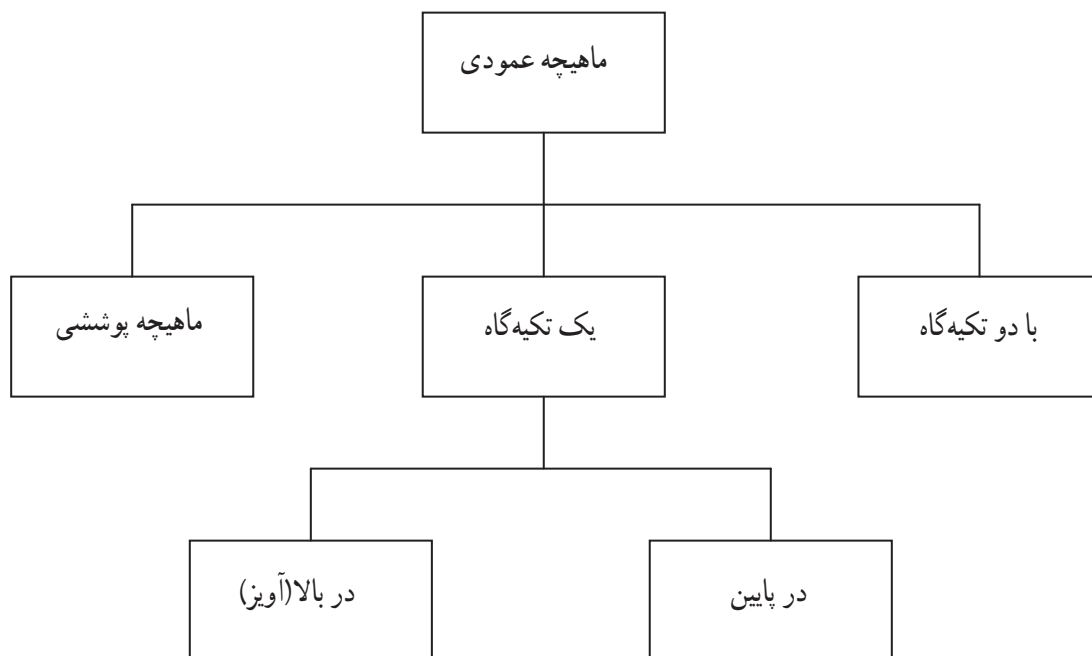 ماهیچه عمودی
با دو تکیه‌گاه
یک تکیه‌گاه
ماهیچه پوششی
در پایین
در بالا(آویز)